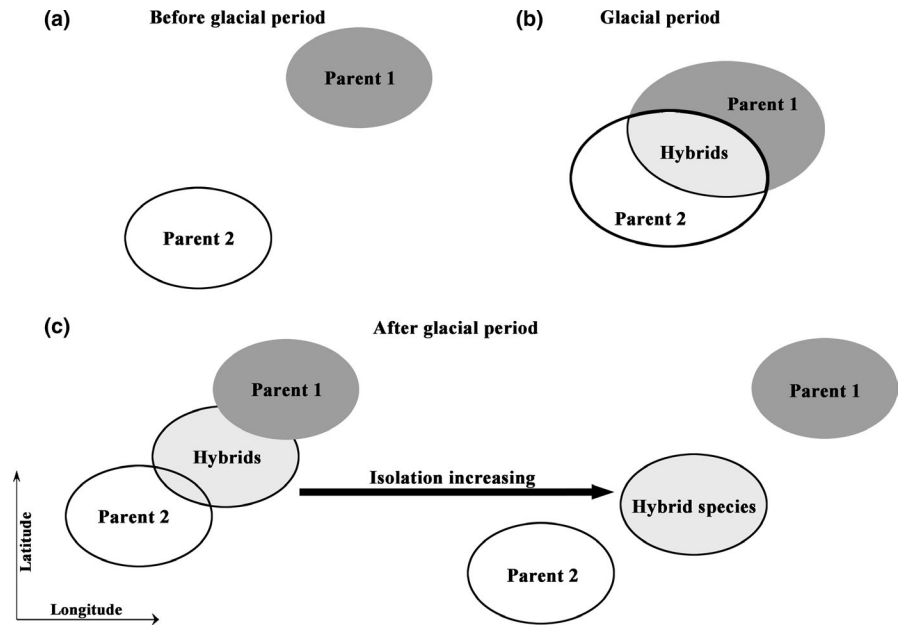 (a) Before glacial period
Parent 1
Parent 2
(b) Glacial period
Parent 1
Hybrids
Parent 2
(c) After glacial period
Parent 1
Hybrids
Parent 2
Isolation increasing
Parent 1
Hybrid species
Parent 2
Latitude
Longitude